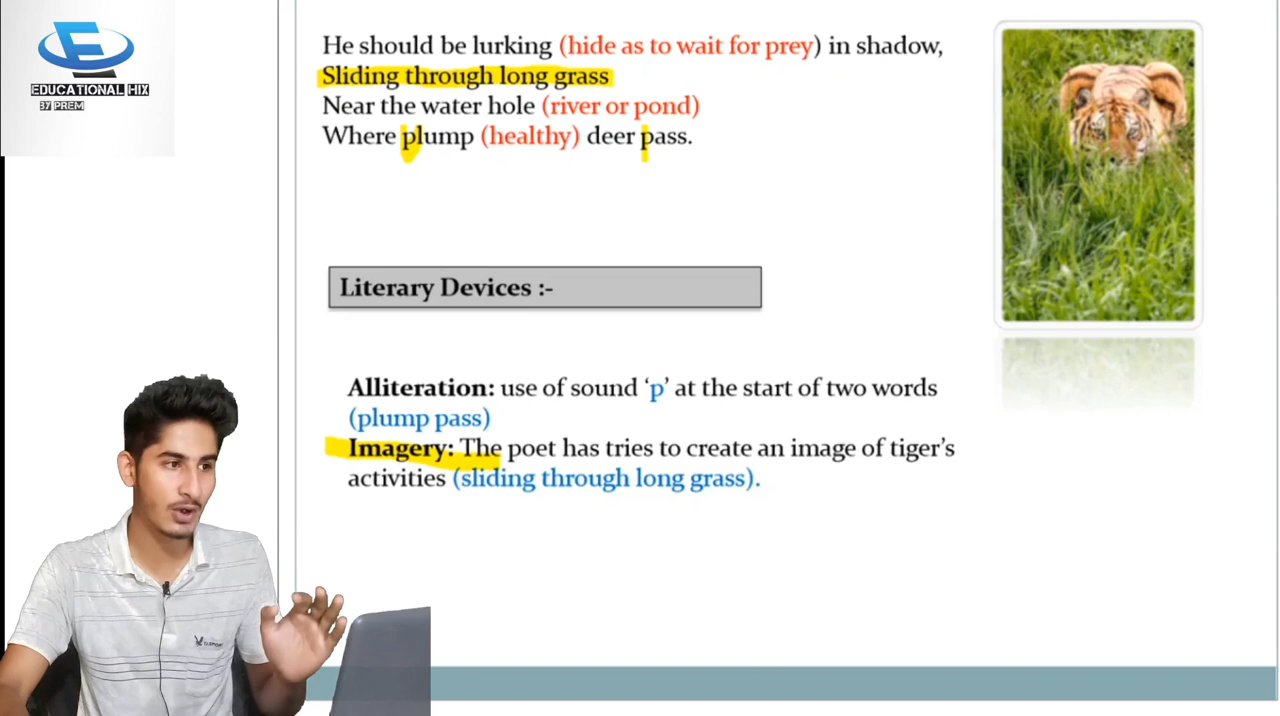 EDUCATIONAL HIX
BY PREM
He should be lurking (hide as to wait for prey) in shadow,
Sliding through long grass
Near the water hole (river or pond)
Where plump (healthy) deer pass.
Literary Devices :-
Alliteration: use of sound ‘p’ at the start of two words
(plump pass)
Imagery: The poet has tries to create an image of tiger’s
activities (sliding through long grass).